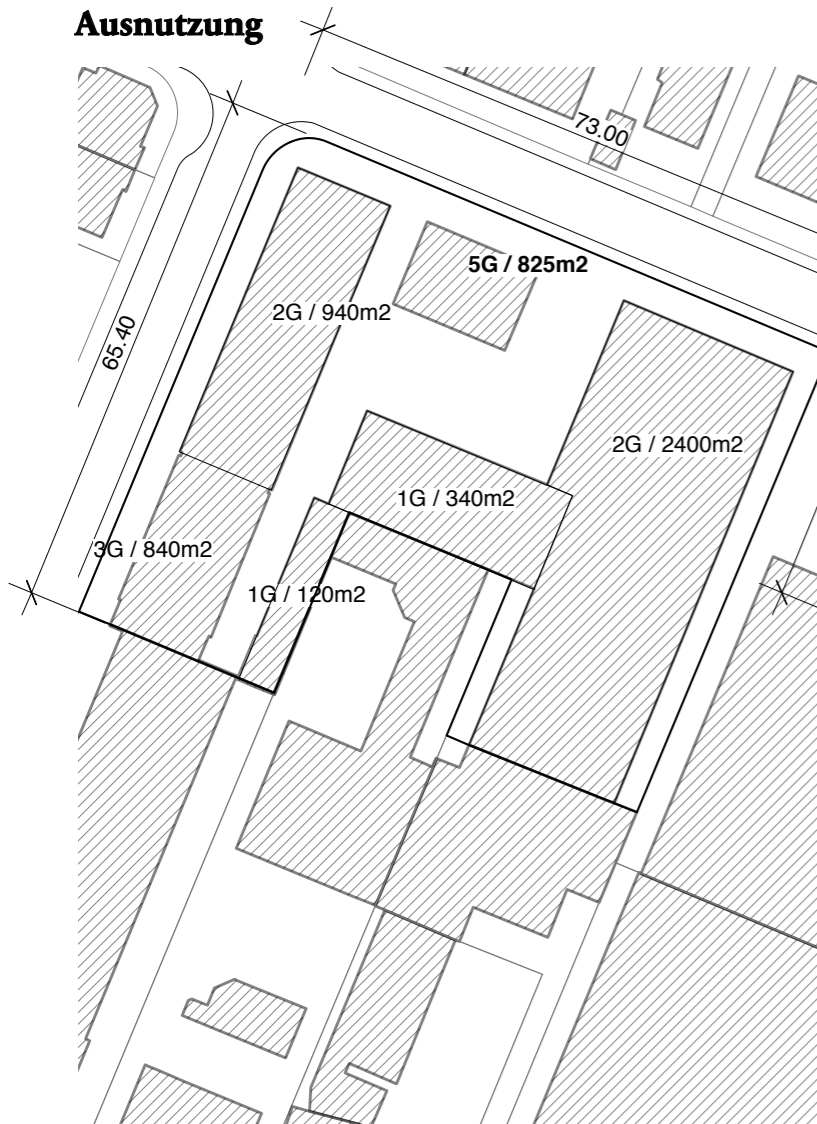 Ausnutzung
73.00
5G / 825m2
2G / 940m2
65.40
2G / 2400m2
1G / 340m2
3G / 840m2
1G / 120m2